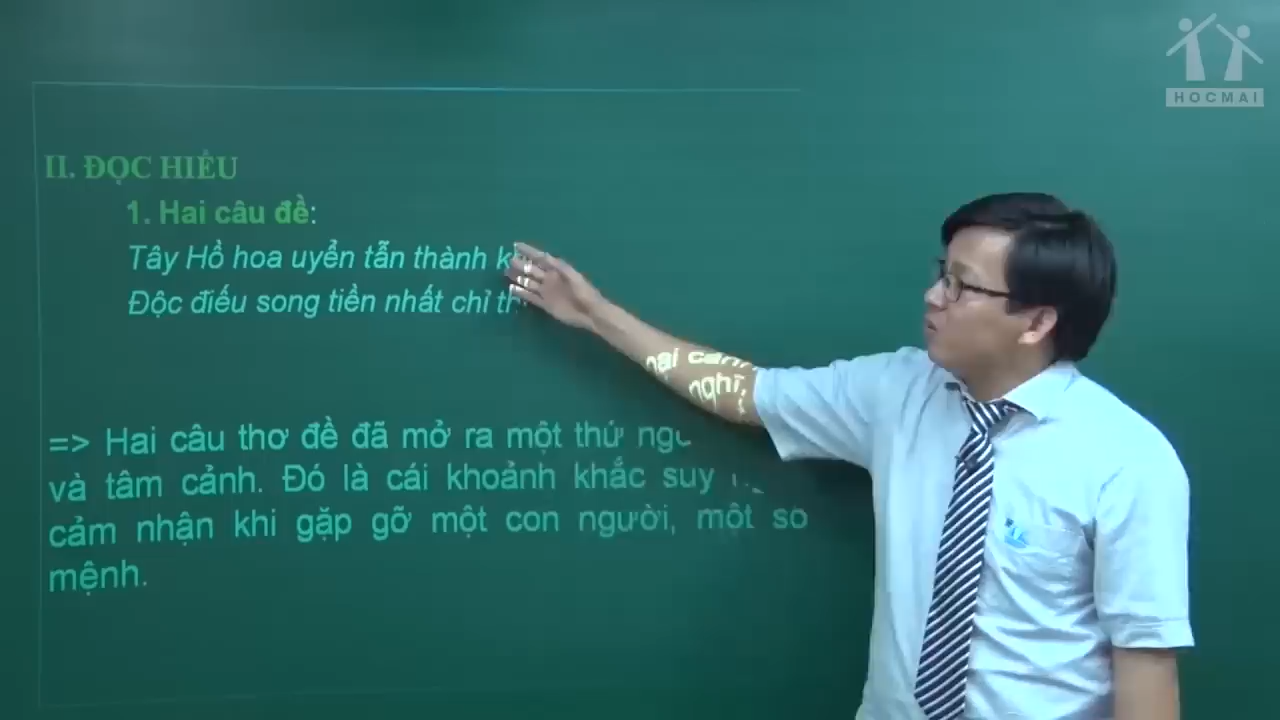 HOCMAI
II. ĐỌC HIỂU
1. Hai câu đề:
Tây Hồ hoa uyển tẫn thành
Độc điếu song tiền nhất chỉ
=> Hai câu thơ đề đã mở ra một thứ
và tâm cảnh. Đó là cái khoảnh khắc suy
cảm nhận khi gặp gỡ một con người, một số
mệnh.